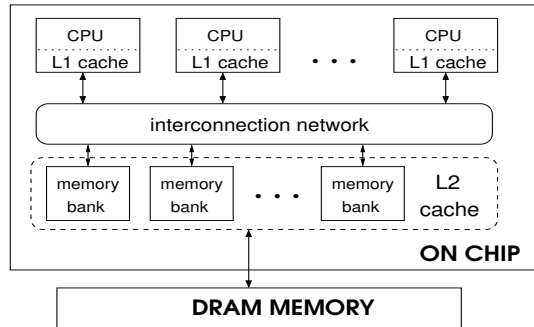 CPU CPU CPU
L1 cache L1 cache . . . L1 cache
interconnection network
memory bank memory bank . . . memory bank
L2 cache
ON CHIP
DRAM MEMORY